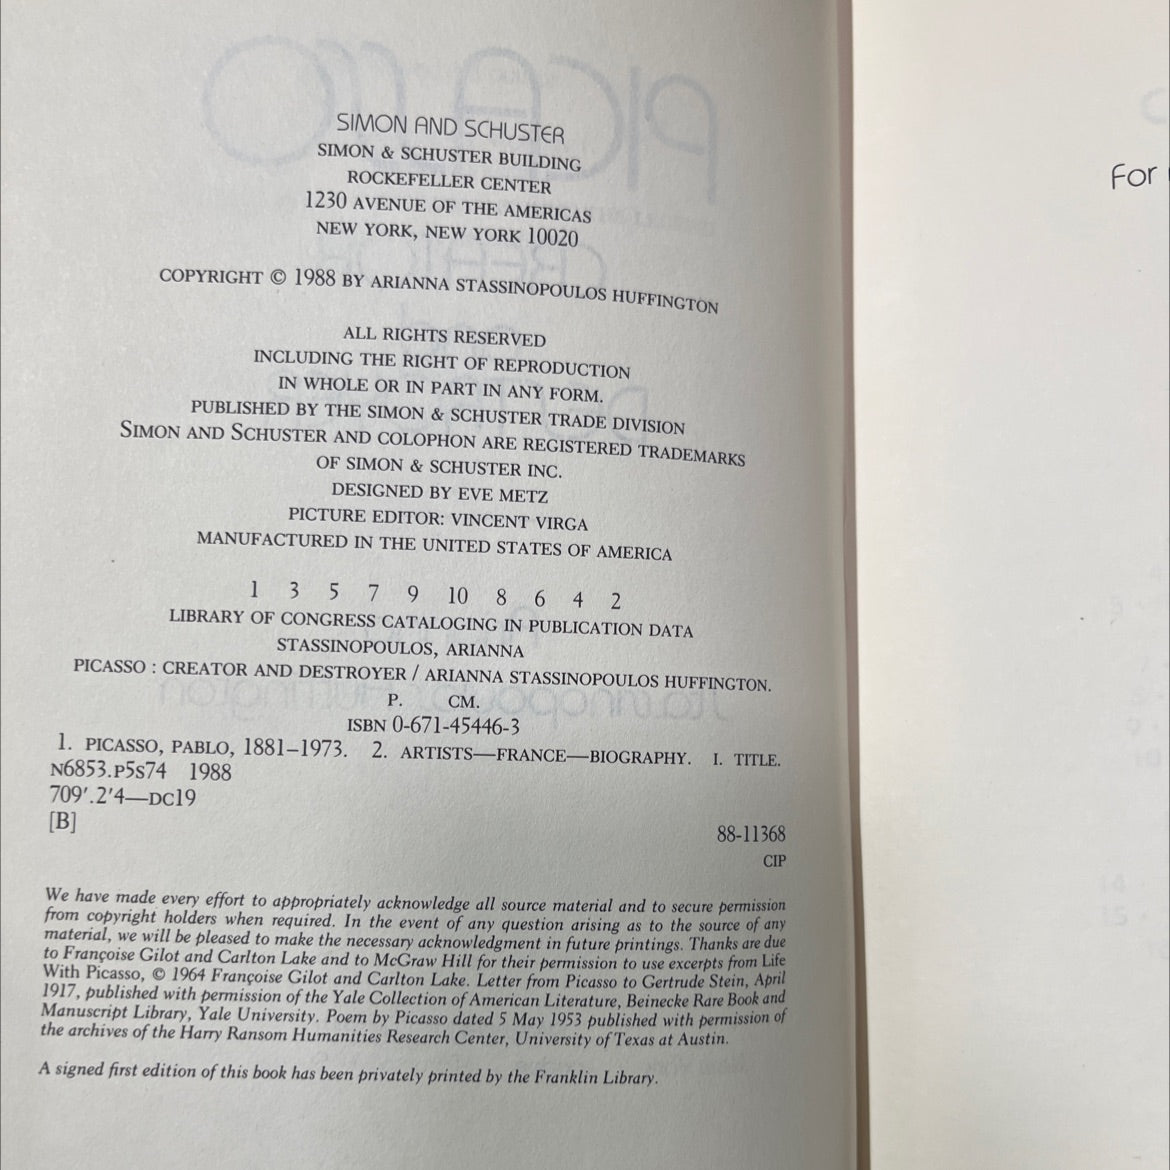 SIMON AND SCHUSTER
SIMON & SCHUSTER BUILDING
ROCKEFELLER CENTER
1230 AVENUE OF THE AMERICAS
NEW YORK, NEW YORK 10020
COPYRIGHT © 1988 BY ARIANNA STASSINOPOULOS HUFFINGTON
ALL RIGHTS RESERVED
INCLUDING THE RIGHT OF REPRODUCTION
IN WHOLE OR IN PART IN ANY FORM.
PUBLISHED BY THE SIMON & SCHUSTER TRADE DIVISION
SIMON AND SCHUSTER AND COLOPHON ARE REGISTERED TRADEMARKS
OF SIMON & SCHUSTER INC.
DESIGNED BY EVE METZ
PICTURE EDITOR: VINCENT VIRGA
MANUFACTURED IN THE UNITED STATES OF AMERICA
1 3 5 7 9 10 8 6 4 2
LIBRARY OF CONGRESS CATALOGING IN PUBLICATION DATA
STASSINOPOULOS, ARIANNA
PICASSO : CREATOR AND DESTROYER / ARIANNA STASSINOPOULOS HUFFINGTON.
P. CM.
ISBN 0-671-45446-3
1. PICASSO, PABLO, 1881–1973. 2. ARTISTS—FRANCE—BIOGRAPHY. I. TITLE.
N6853.P5S74 1988
709'.2'4—DC19
[B]
88-11368
CIP
We have made every effort to appropriately acknowledge all source material and to secure permission
from copyright holders when required. In the event of any question arising as to the source of any
material, we will be pleased to make the necessary acknowledgment in future printings. Thanks are due
to Françoise Gilot and Carlton Lake and to McGraw Hill for their permission to use excerpts from Life
With Picasso, © 1964 Françoise Gilot and Carlton Lake. Letter from Picasso to Gertrude Stein, April
1917, published with permission of the Yale Collection of American Literature, Beinecke Rare Book and
Manuscript Library, Yale University. Poem by Picasso dated 5 May 1953 published with permission of
the archives of the Harry Ransom Humanities Research Center, University of Texas at Austin.
A signed first edition of this book has been privately printed by the Franklin Library.
For